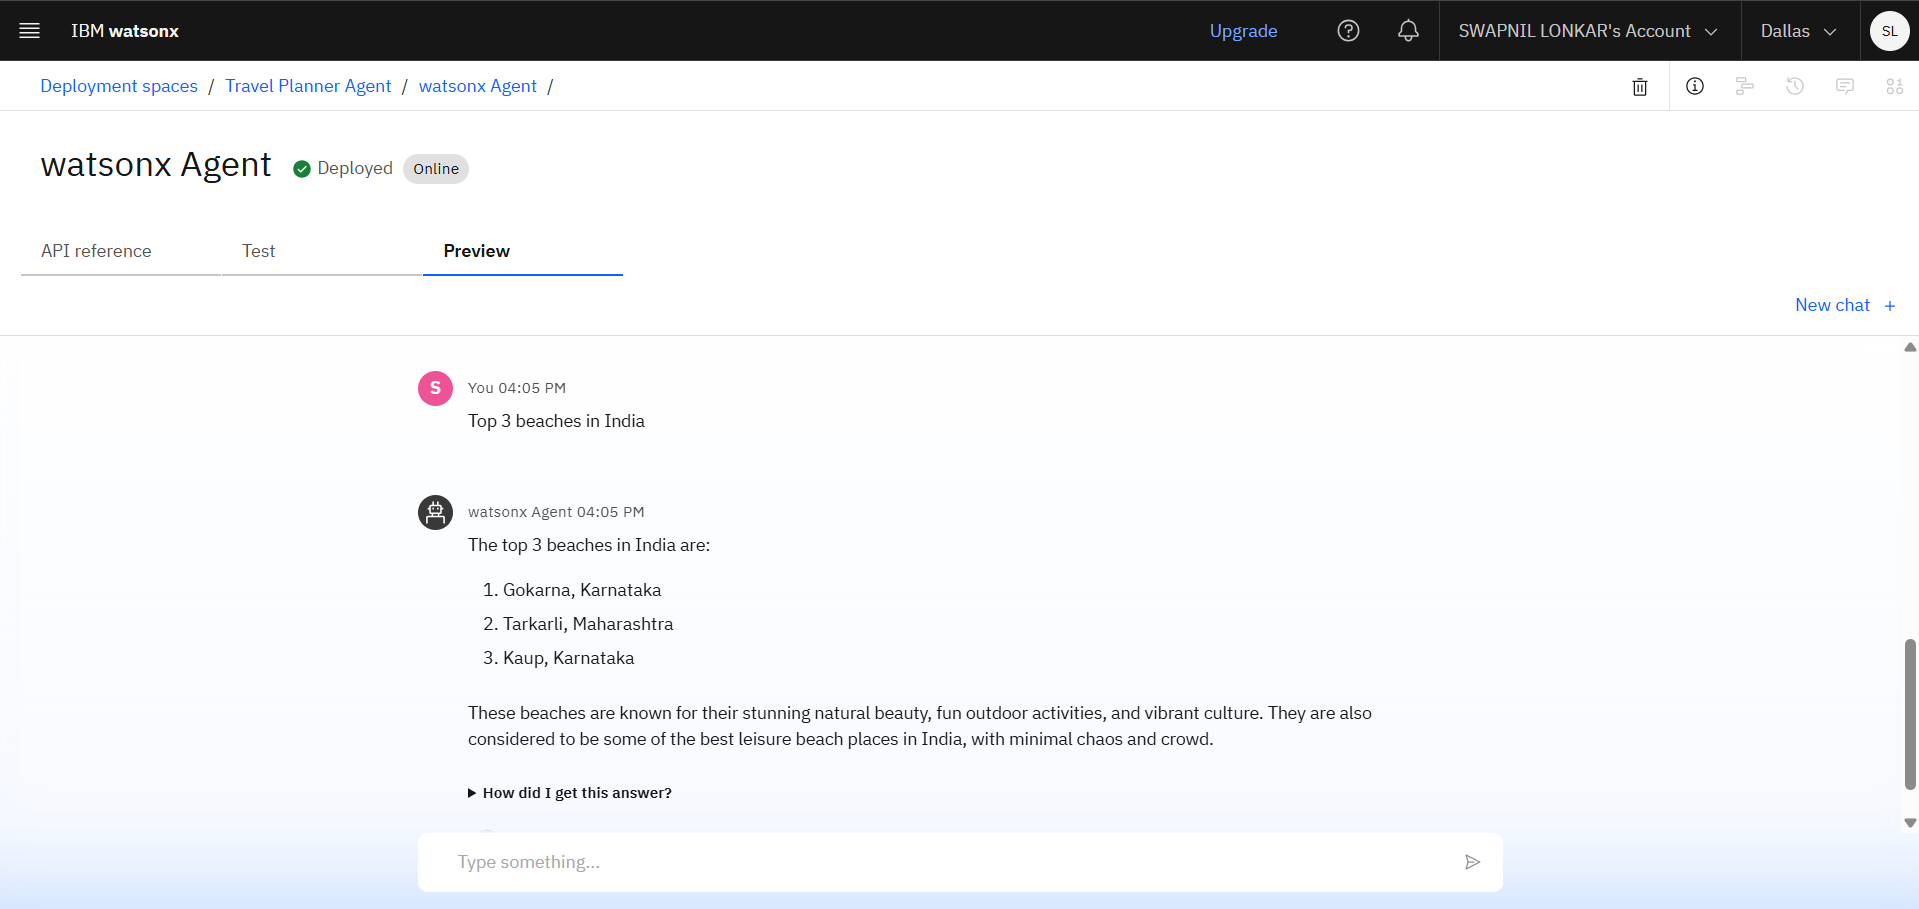 IBM watsonx
Upgrade
SWAPNIL LONKAR's Account
Dallas
SL
Deployment spaces / Travel Planner Agent / watsonx Agent /
watsonx Agent
Deployed
Online
API reference
Test
Preview
New chat +
S
You 04:05 PM
Top 3 beaches in India
watsonx Agent 04:05 PM
The top 3 beaches in India are:
1. Gokarna, Karnataka
2. Tarkarli, Maharashtra
3. Kaup, Karnataka
These beaches are known for their stunning natural beauty, fun outdoor activities, and vibrant culture. They are also
considered to be some of the best leisure beach places in India, with minimal chaos and crowd.
How did I get this answer?
Type something...